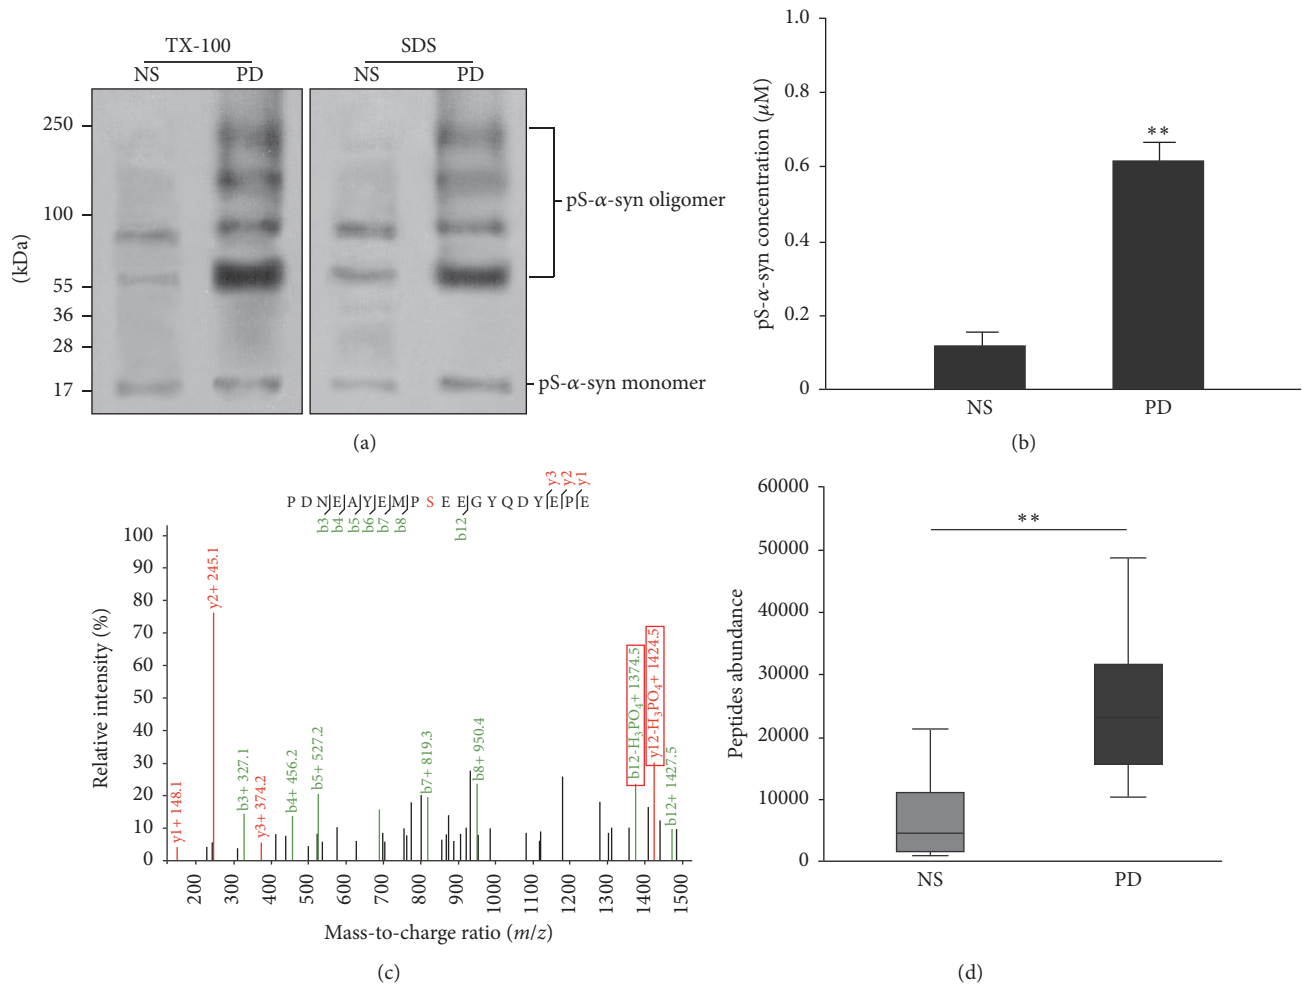 TX-100 SDS
NS PD NS PD
250
100
55
36
28
17
(kDa)
pS-α-syn oligomer
pS-α-syn monomer
(a)
1.0
0.8
0.6
0.4
0.2
0
pS-α-syn concentration (µM)
**
NS PD
(b)
y3 y2 y1
P D N E A Y E M P S E E G Y Q D Y E P E
b3 b4 b5 b6 b7 b8 b12
100
90
80
70
60
50
40
30
20
10
0
Relative intensity (%)
y1+ 148.1
y2+ 245.1
b3+ 327.1
y3+ 374.2
b4+ 456.2
b5+ 527.2
b7+ 819.3
b8+ 950.4
b12-H₃PO₄+ 1374.5
y12-H₃PO₄+ 1424.5
b12+ 1427.5
200 300 400 500 600 700 800 900 1000 1100 1200 1300 1400 1500
Mass-to-charge ratio (m/z)
(c)
60000
50000
40000
30000
20000
10000
0
Peptides abundance
**
NS PD
(d)